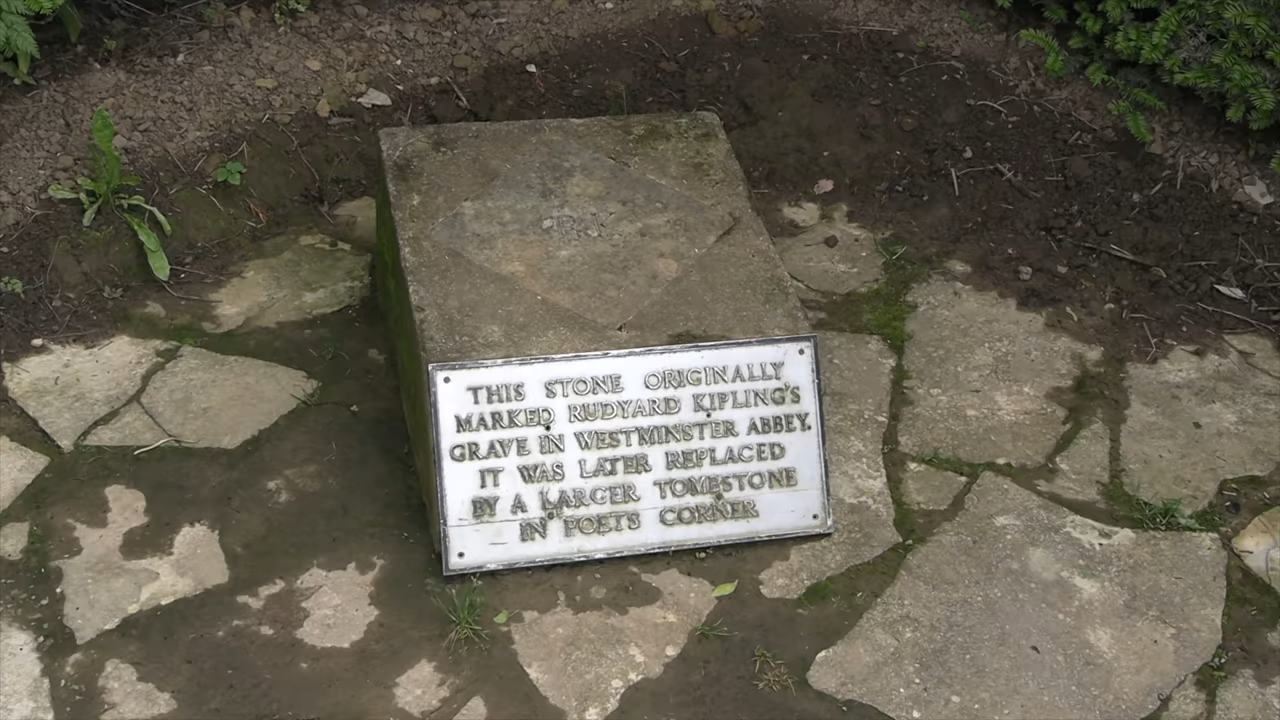 THIS STONE ORIGINALLY
MARKED RUDYARD KIPLING'S
GRAVE IN WESTMINSTER ABBEY.
IT WAS LATER REPLACED
BY A LARGER TOMBSTONE
IN POETS CORNER